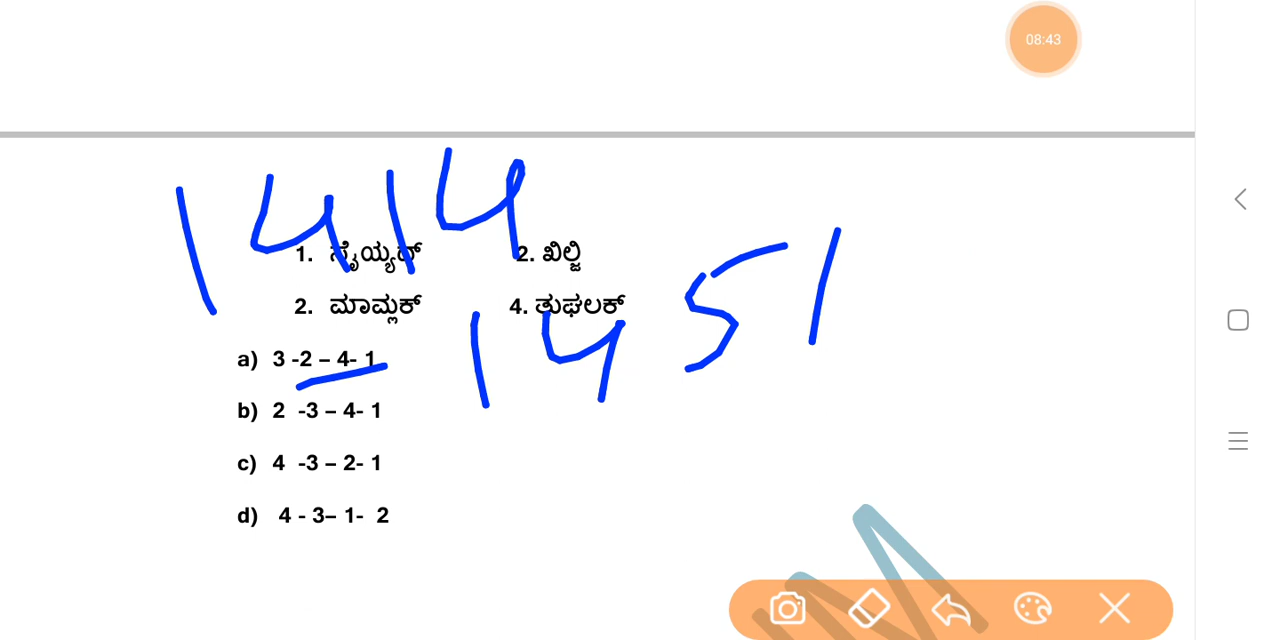 08:43
1414
1. ಸೈಯ್ಯದ್ 2. ಖಿಲ್ಜಿ
1451
2. ಮಾಮ್ಲಕ್ 4. ತುಘಲಕ್
a) 3 -2 – 4- 1
b) 2 -3 – 4- 1
c) 4 -3 – 2- 1
d) 4 - 3– 1- 2